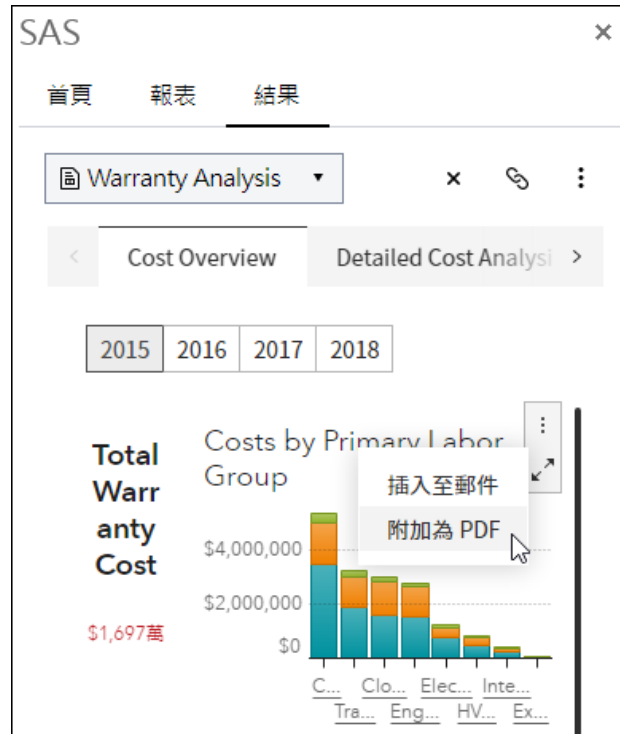 SAS
首頁 報表 結果
Warranty Analysis
Cost Overview Detailed Cost Analysi
2015 2016 2017 2018
Total
Warr
anty
Cost
$1,697萬
Costs by Primary Labor
Group
插入至郵件
附加為 PDF
$4,000,000
$2,000,000
$0
C... Clo... Elec... Inte...
Tra... Eng... HV... Ex...